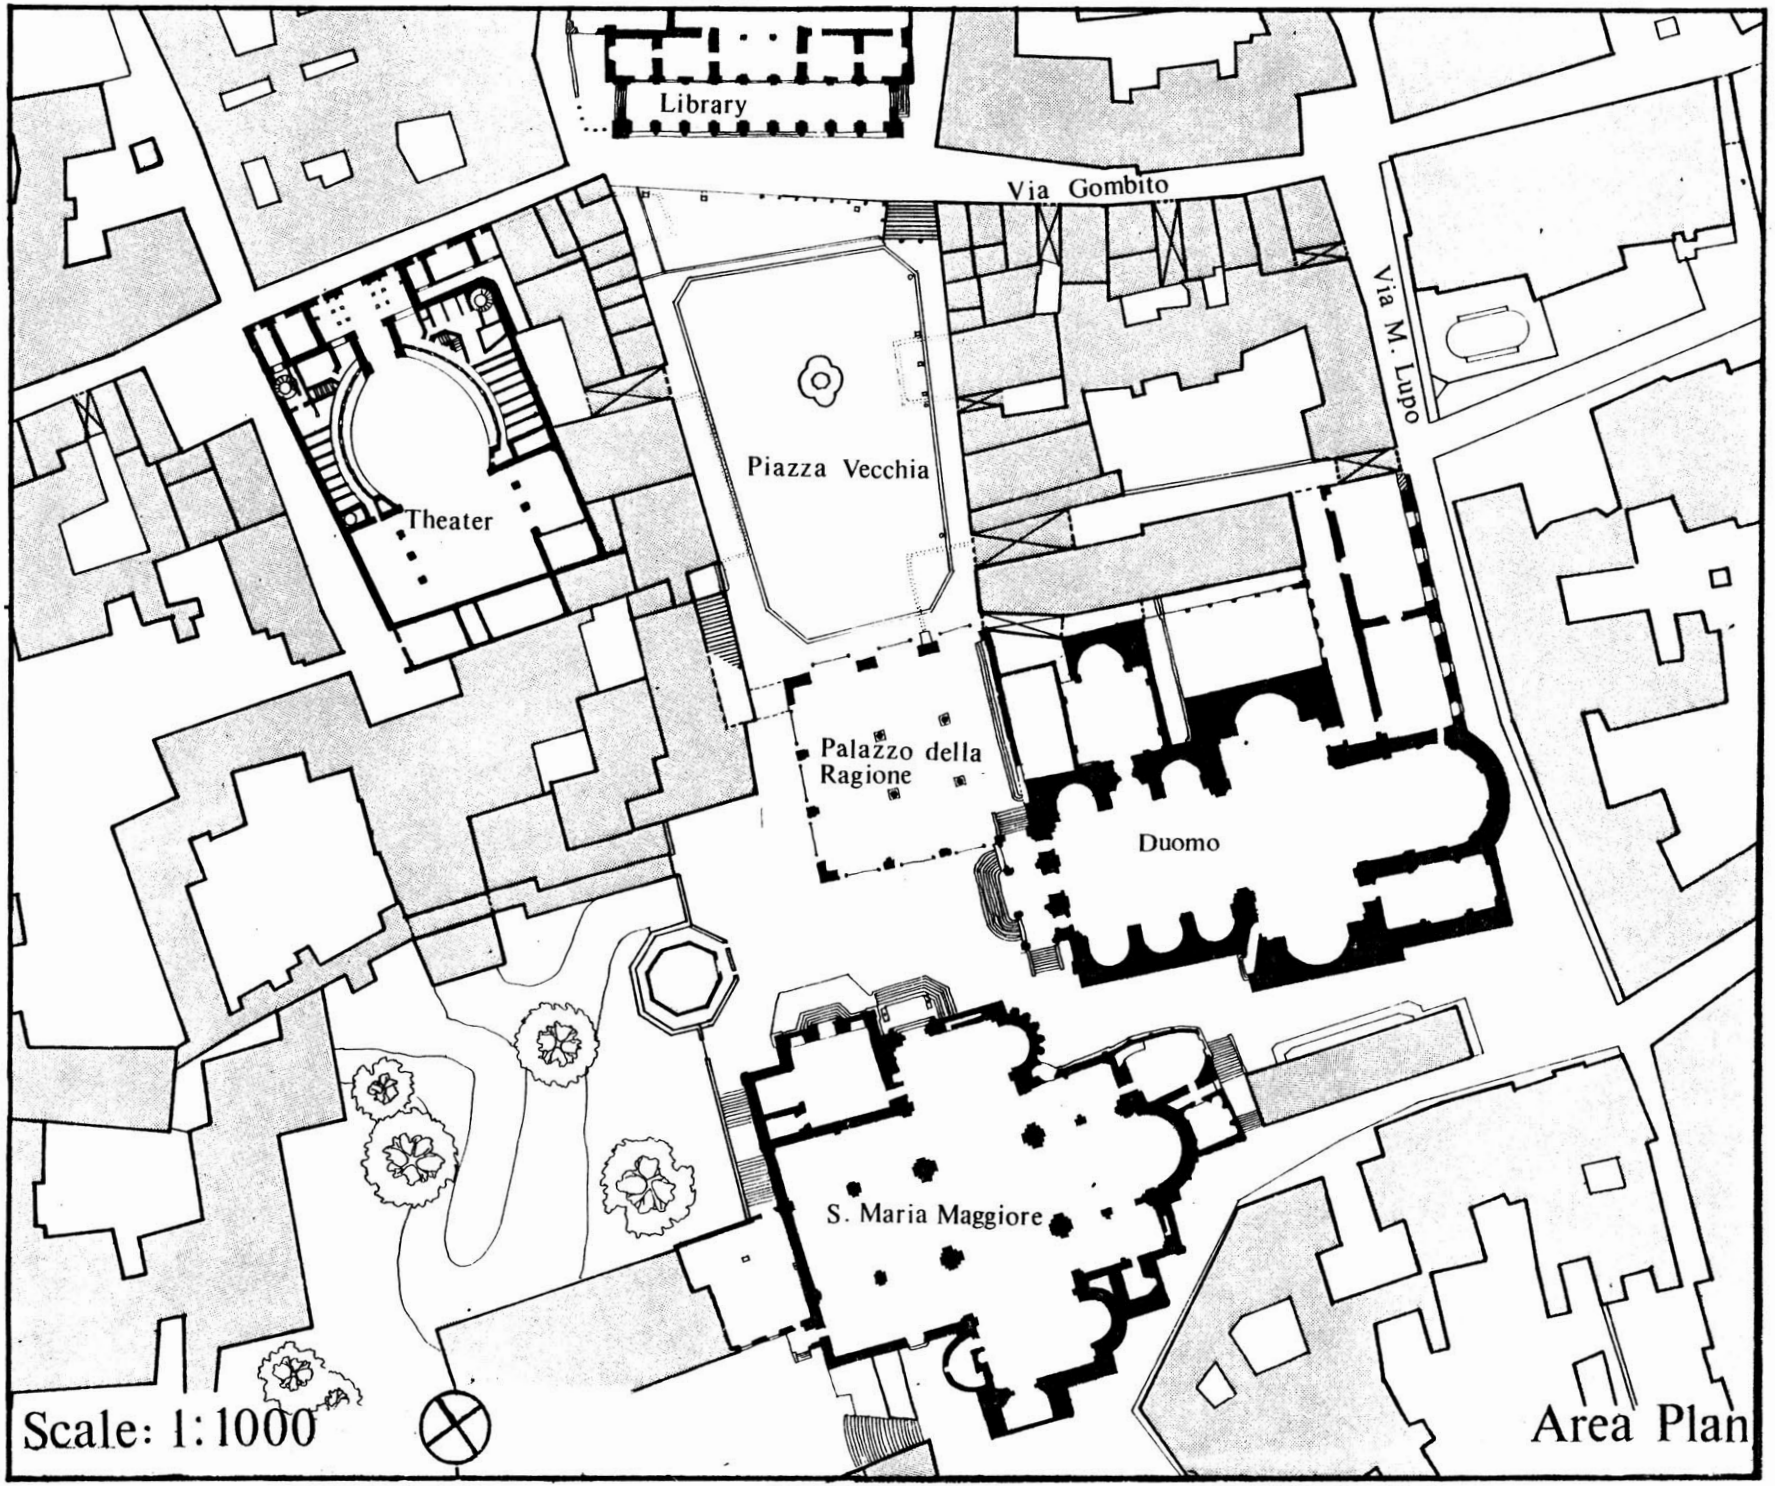 Library
Via Gombito
Via M. Lupo
Piazza Vecchia
Theater
Palazzo della
Ragione
Duomo
S. Maria Maggiore
Scale: 1:1000
Area Plan